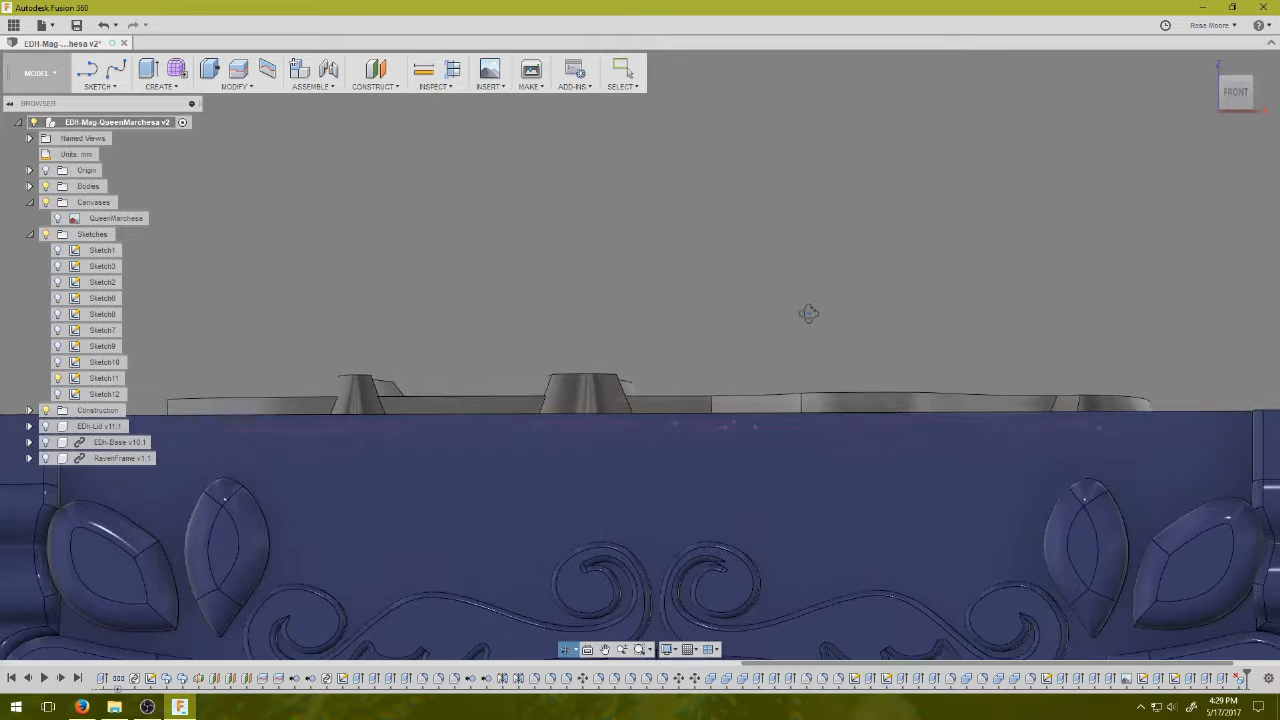 Autodesk Fusion 360
Rose Moore
EDH-Mag-...hesa v2*
MODEL
SKETCH
CREATE
MODIFY
ASSEMBLE
CONSTRUCT
INSPECT
INSERT
MAKE
ADD-INS
SELECT
Z
FRONT
X
BROWSER
EDH-Mag-QueenMarchesa v2
Named Views
Units: mm
Origin
Bodies
Canvases
QueenMarchesa
Sketches
Sketch1
Sketch3
Sketch2
Sketch6
Sketch8
Sketch7
Sketch9
Sketch10
Sketch11
Sketch12
Construction
EDh-Lid v11:1
EDh-Base v10:1
RavenFrame v1:1
4:29 PM
5/17/2017